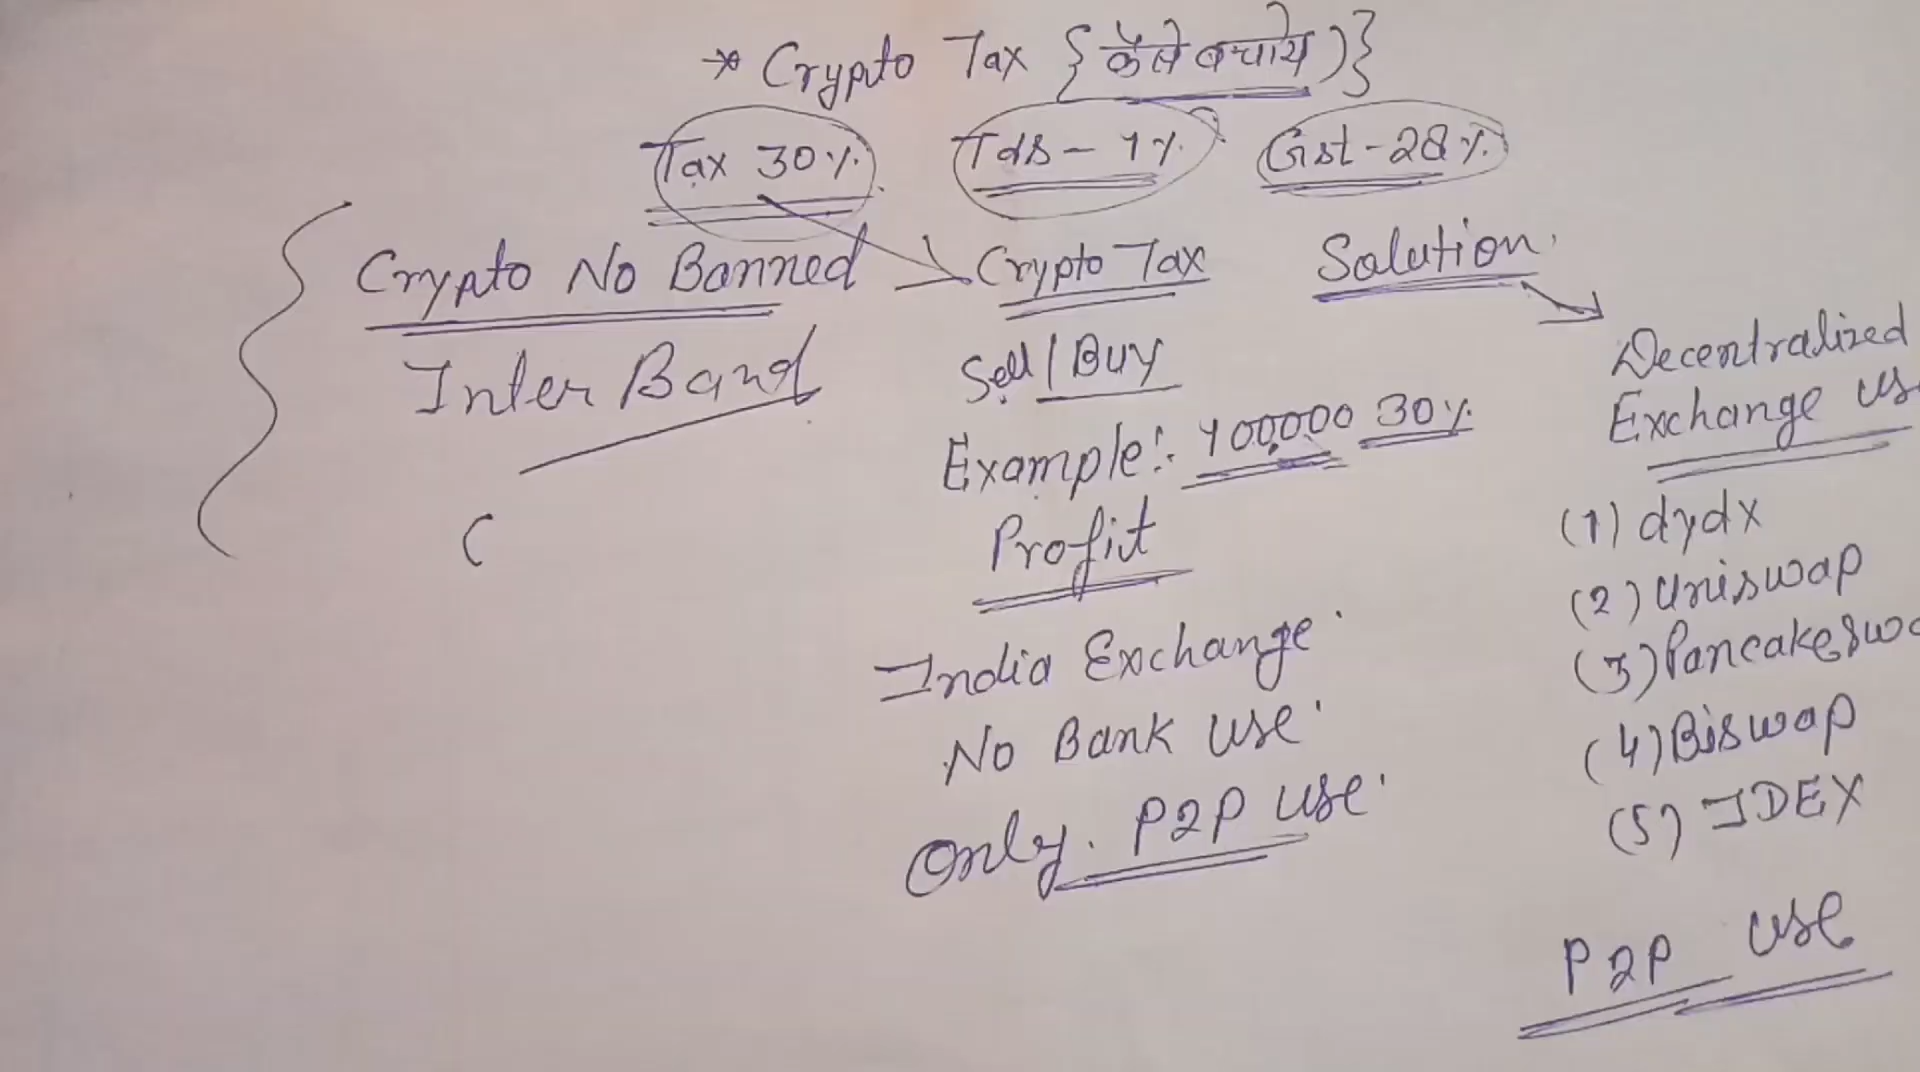 * Crypto Tax {कैसे बचाये)}
Tax 30%. Tds - 1%. Gst - 28%.
Crypto No Banned
Inter Band
(
Crypto Tax
Sell / Buy
Example:- 100000 30%.
Profit
India Exchange.
No Bank use.
Only. P2P use.
Solution.
Decentralized
Exchange us
(1) dydx
(2) Uniswap
(3) Pancakeswa
(4) Biswap
(5) IDEX
P2P use